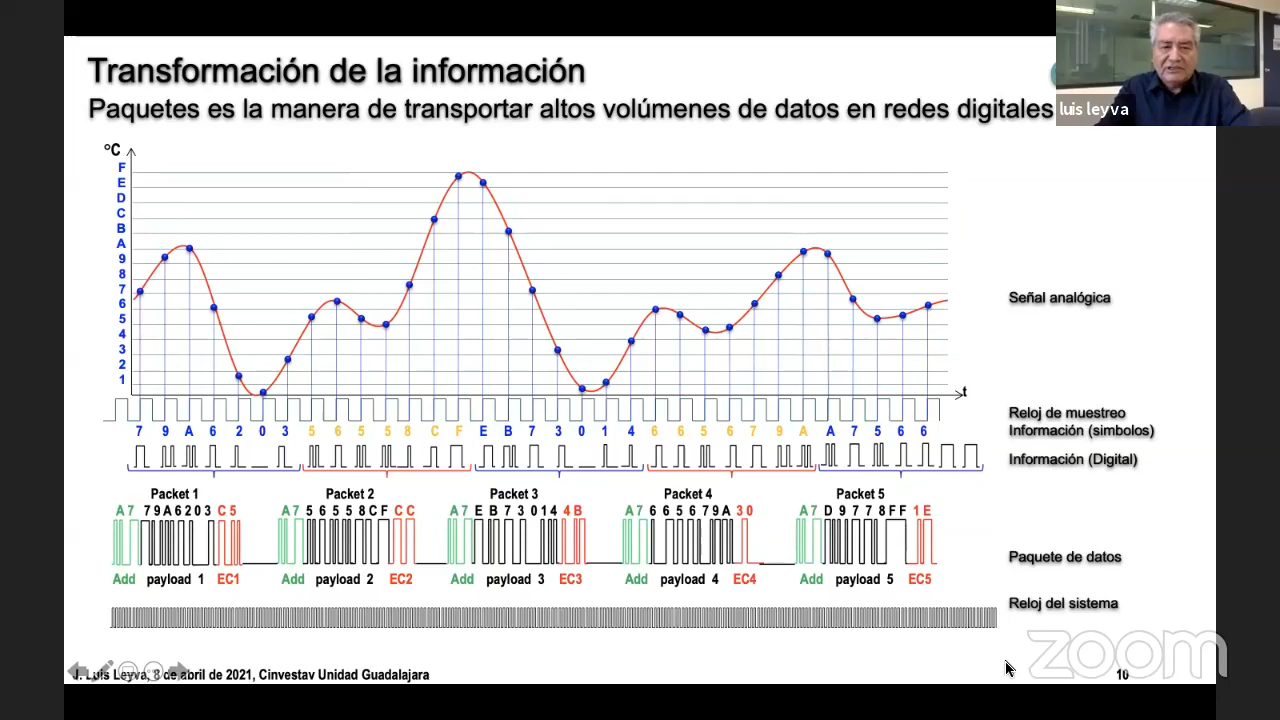 Transformación de la información
Paquetes es la manera de transportar altos volúmenes de datos en redes digitales
luis leyva
°C
F
E
D
C
B
A
9
8
7
6
5
4
3
2
1
t
Señal analógica
Reloj de muestreo
7 9 A 6 2 0 3 5 6 5 5 8 C F E B 7 3 0 1 4 6 6 5 6 7 9 A A 7 5 6 6
Información (simbolos)
Información (Digital)
Packet 1 Packet 2 Packet 3 Packet 4 Packet 5
A 7 7 9 A 6 2 0 3 C 5 A 7 5 6 5 5 8 C F C C A 7 E B 7 3 0 1 4 4 B A 7 6 6 5 6 7 9 A 3 0 A 7 D 9 7 7 8 F F 1 E
Paquete de datos
Add payload 1 EC1 Add payload 2 EC2 Add payload 3 EC3 Add payload 4 EC4 Add payload 5 EC5
Reloj del sistema
zoom
J. Luis Leyva, 8 de abril de 2021, Cinvestav Unidad Guadalajara
10